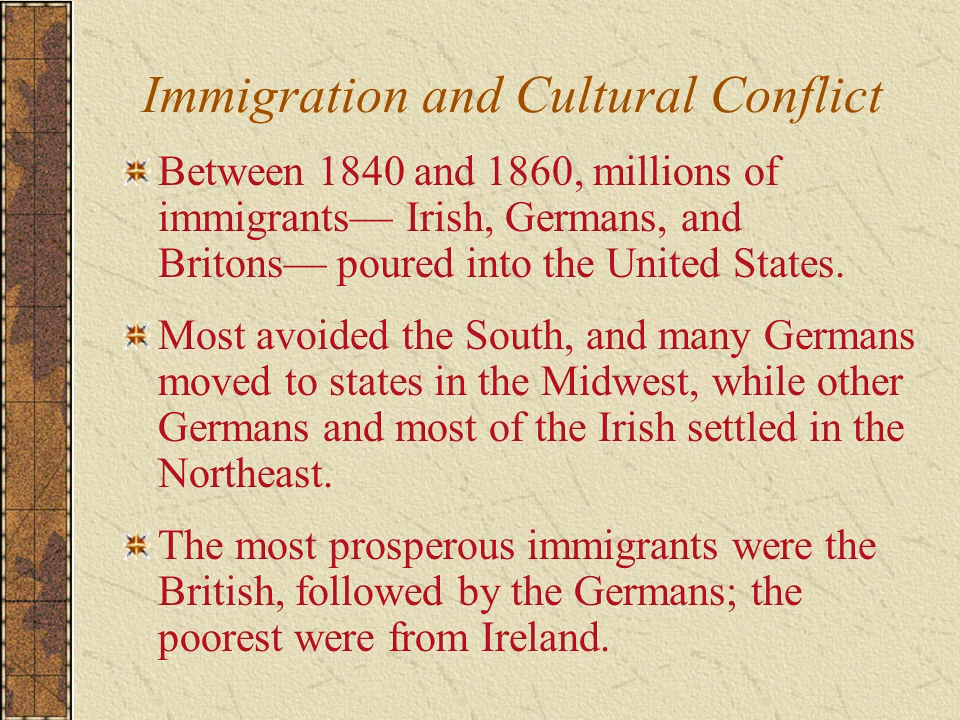 Immigration and Cultural Conflict
Between 1840 and 1860, millions of
immigrants— Irish, Germans, and
Britons— poured into the United States.
Most avoided the South, and many Germans
moved to states in the Midwest, while other
Germans and most of the Irish settled in the
Northeast.
The most prosperous immigrants were the
British, followed by the Germans; the
poorest were from Ireland.